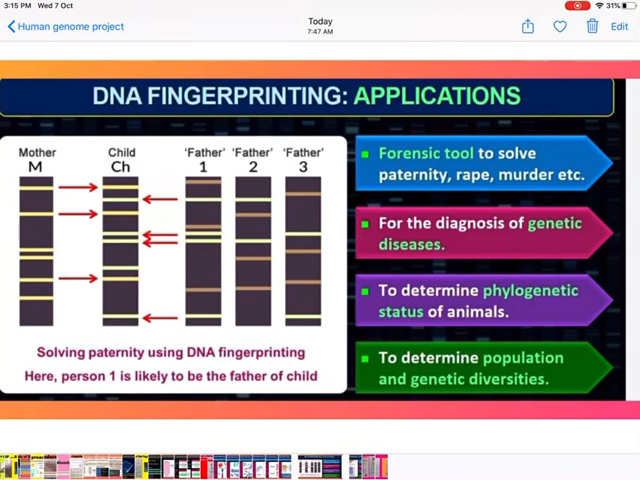 3:15 PM Wed 7 Oct
31%
Human genome project
Today
7:47 AM
Edit
DNA FINGERPRINTING: APPLICATIONS
Mother
M
Child
Ch
'Father'
1
'Father'
2
'Father'
3
Solving paternity using DNA fingerprinting
Here, person 1 is likely to be the father of child
Forensic tool to solve
paternity, rape, murder etc.
For the diagnosis of genetic
diseases.
To determine phylogenetic
status of animals.
To determine population
and genetic diversities.